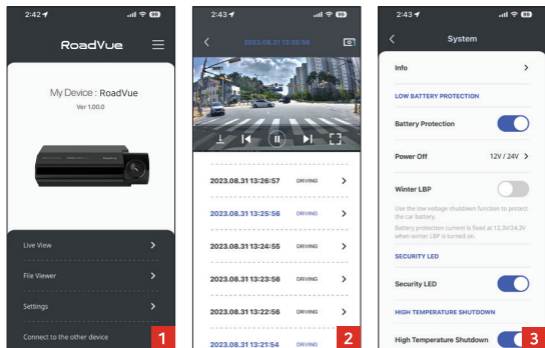 2:42
RoadVue
My Device : RoadVue
Ver 1.00.0
Live View
File Viewer
Settings
Connect to the other device
1
2:43
2023.08.31 13:25:56
2023.08.31 13:26:57 DRIVING
2023.08.31 13:25:56 DRIVING
2023.08.31 13:24:55 DRIVING
2023.08.31 13:23:56 DRIVING
2023.08.31 13:22:56 DRIVING
2023.08.31 13:21:54 DRIVING
2
2:43
System
Info
LOW BATTERY PROTECTION
Battery Protection
Power Off 12V / 24V
Winter LBP
Use the low voltage shutdown function to protect
the car battery.
Battery protection current is fixed at 12.3V/24.3V
when winter LBP is turned on.
SECURITY LED
Security LED
HIGH TEMPERATURE SHUTDOWN
High Temperature Shutdown
3